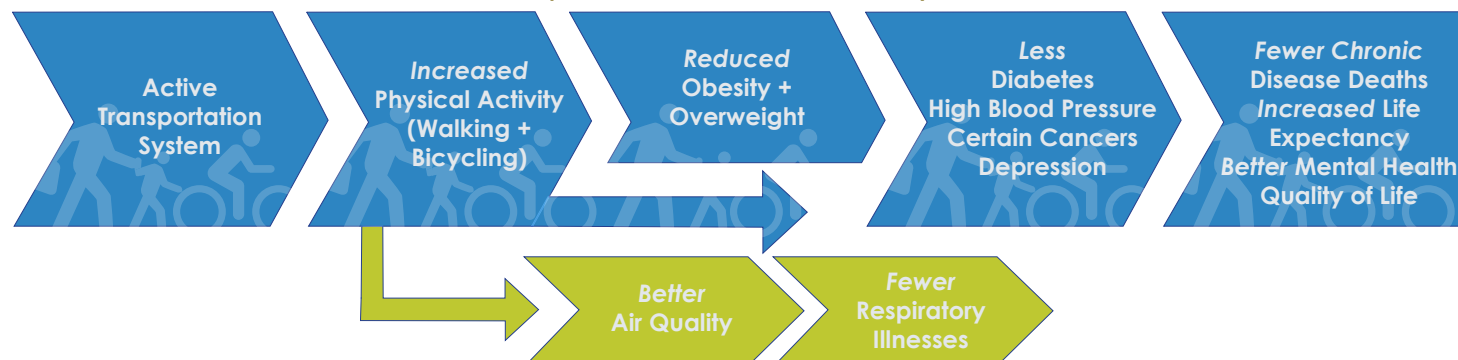 Active
Transportation
System
Increased
Physical Activity
(Walking +
Bicycling)
Reduced
Obesity +
Overweight
Less
Diabetes
High Blood Pressure
Certain Cancers
Depression
Fewer Chronic
Disease Deaths
Increased Life
Expectancy
Better Mental Health
Quality of Life
Better
Air Quality
Fewer
Respiratory
Illnesses